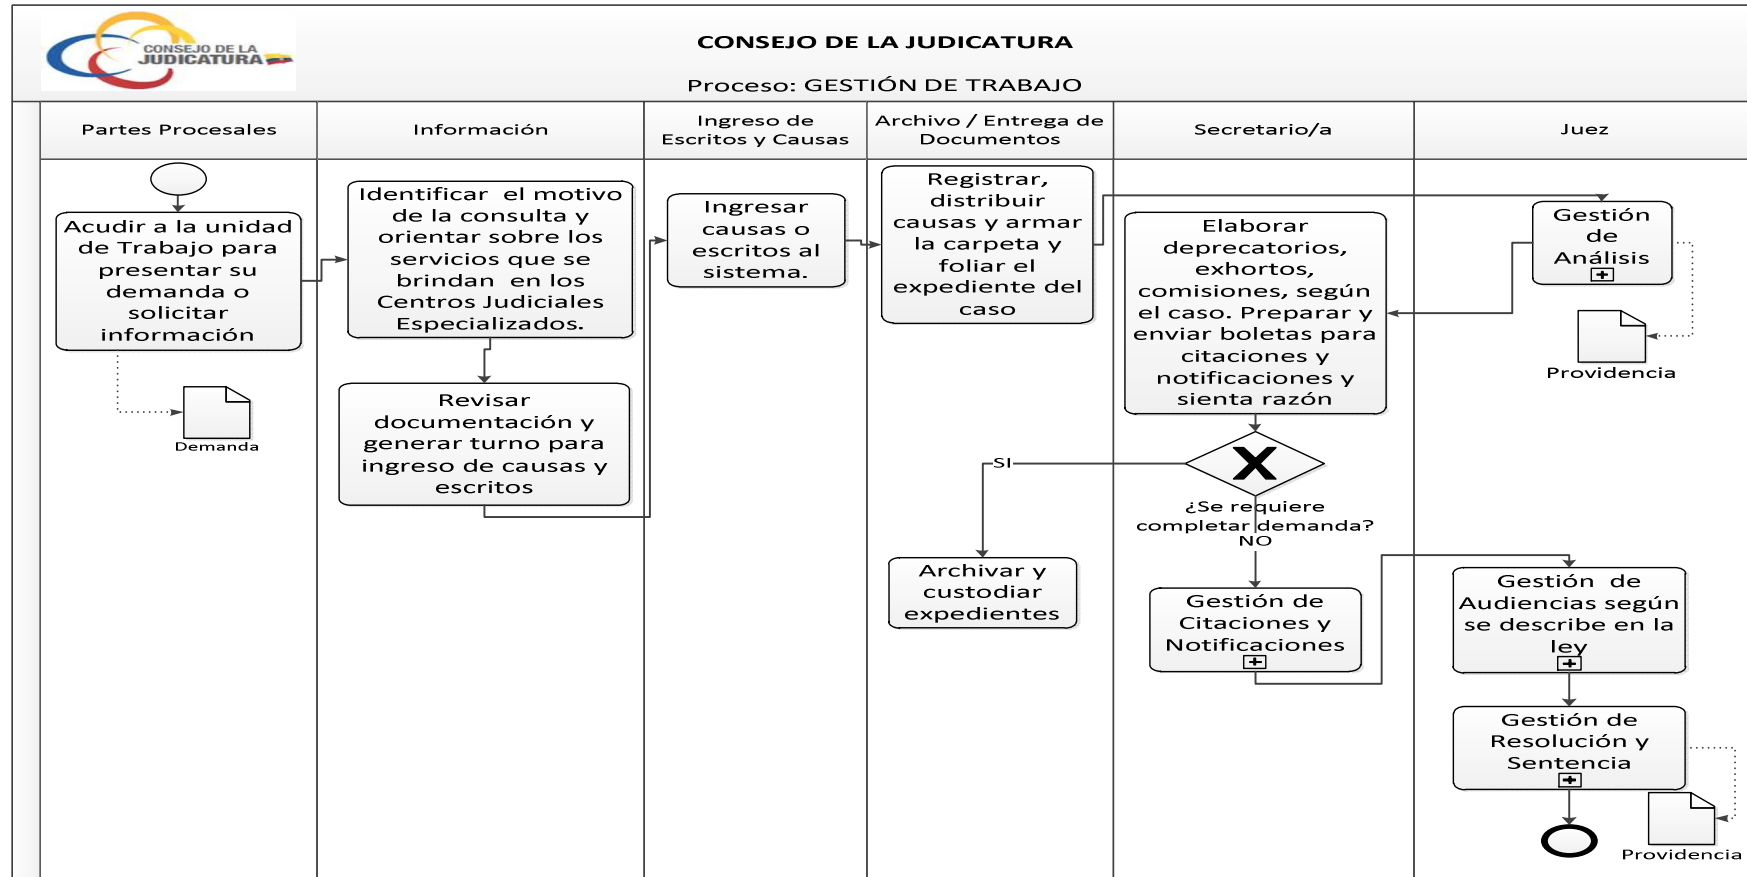 CONSEJO DE LA
JUDICATURA
CONSEJO DE LA JUDICATURA
Proceso: GESTIÓN DE TRABAJO
Partes Procesales
Información
Ingreso de
Escritos y Causas
Archivo / Entrega de
Documentos
Secretario/a
Juez
Acudir a la unidad
de Trabajo para
presentar su
demanda o
solicitar
información
Demanda
Identificar el motivo
de la consulta y
orientar sobre los
servicios que se
brindan en los
Centros Judiciales
Especializados.
Revisar
documentación y
generar turno para
ingreso de causas y
escritos
Ingresar
causas o
escritos al
sistema.
Registrar,
distribuir
causas y armar
la carpeta y
foliar el
expediente del
caso
Gestión
de
Análisis
Providencia
Elaborar
deprecatorios,
exhortos,
comisiones, según
el caso. Preparar y
enviar boletas para
citaciones y
notificaciones y
sienta razón
¿Se requiere
completar demanda?
SI
NO
Archivar y
custodiar
expedientes
Gestión de
Citaciones y
Notificaciones
Gestión de
Audiencias según
se describe en la
ley
Gestión de
Resolución y
Sentencia
Providencia